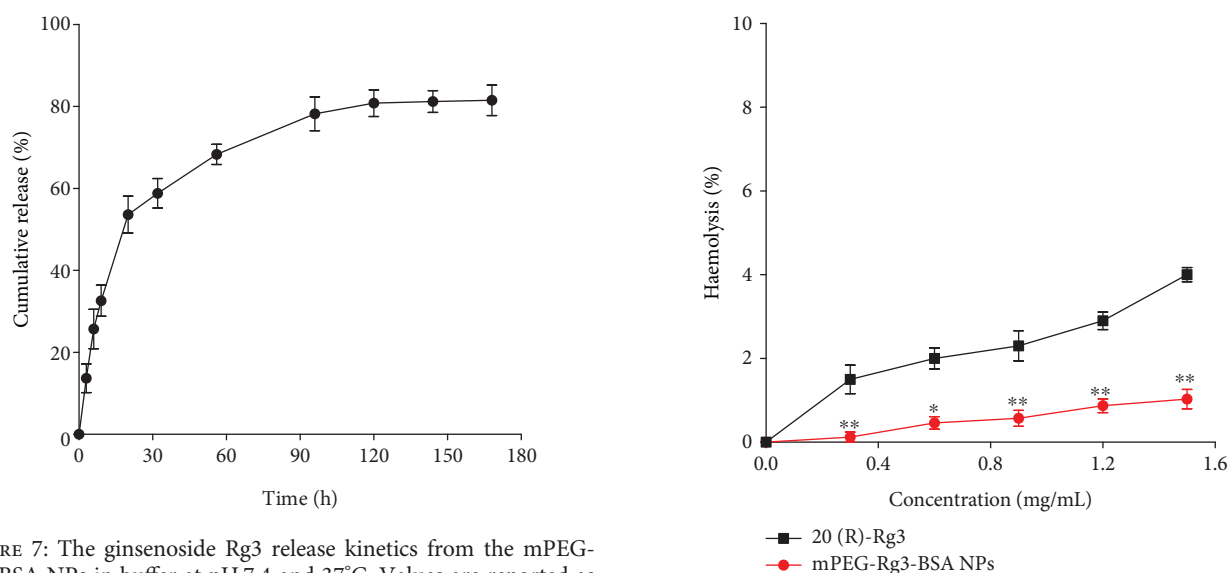 100
80
60
40
20
0
Cumulative release (%)
0 30 60 90 120 150 180
Time (h)
RE 7: The ginsenoside Rg3 release kinetics from the mPEG-
10
8
6
4
2
0
Haemolysis (%)
** * ** ** **
0.0 0.4 0.8 1.2 1.6
Concentration (mg/mL)
20 (R)-Rg3
mPEG-Rg3-BSA NPs